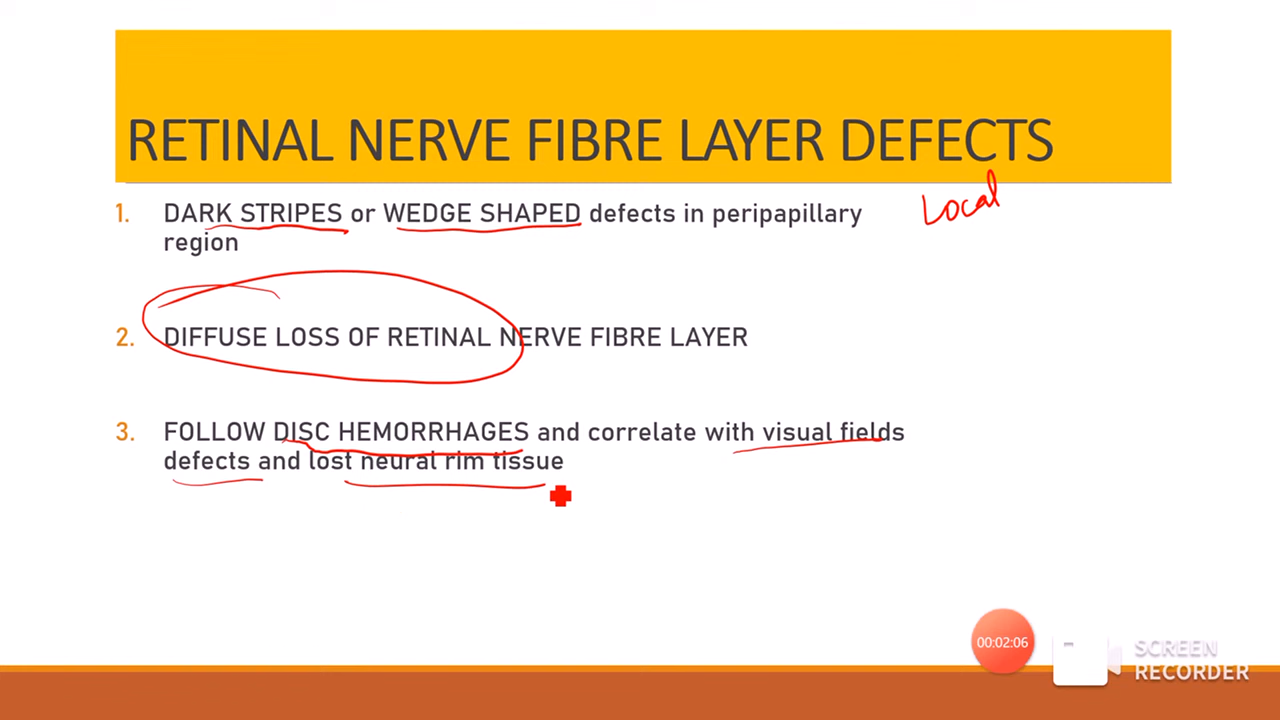 RETINAL NERVE FIBRE LAYER DEFECTS
1. DARK STRIPES or WEDGE SHAPED defects in peripapillary
region
Local
2. DIFFUSE LOSS OF RETINAL NERVE FIBRE LAYER
3. FOLLOW DISC HEMORRHAGES and correlate with visual fields
defects and lost neural rim tissue
00:02:06
SCREEN
RECORDER